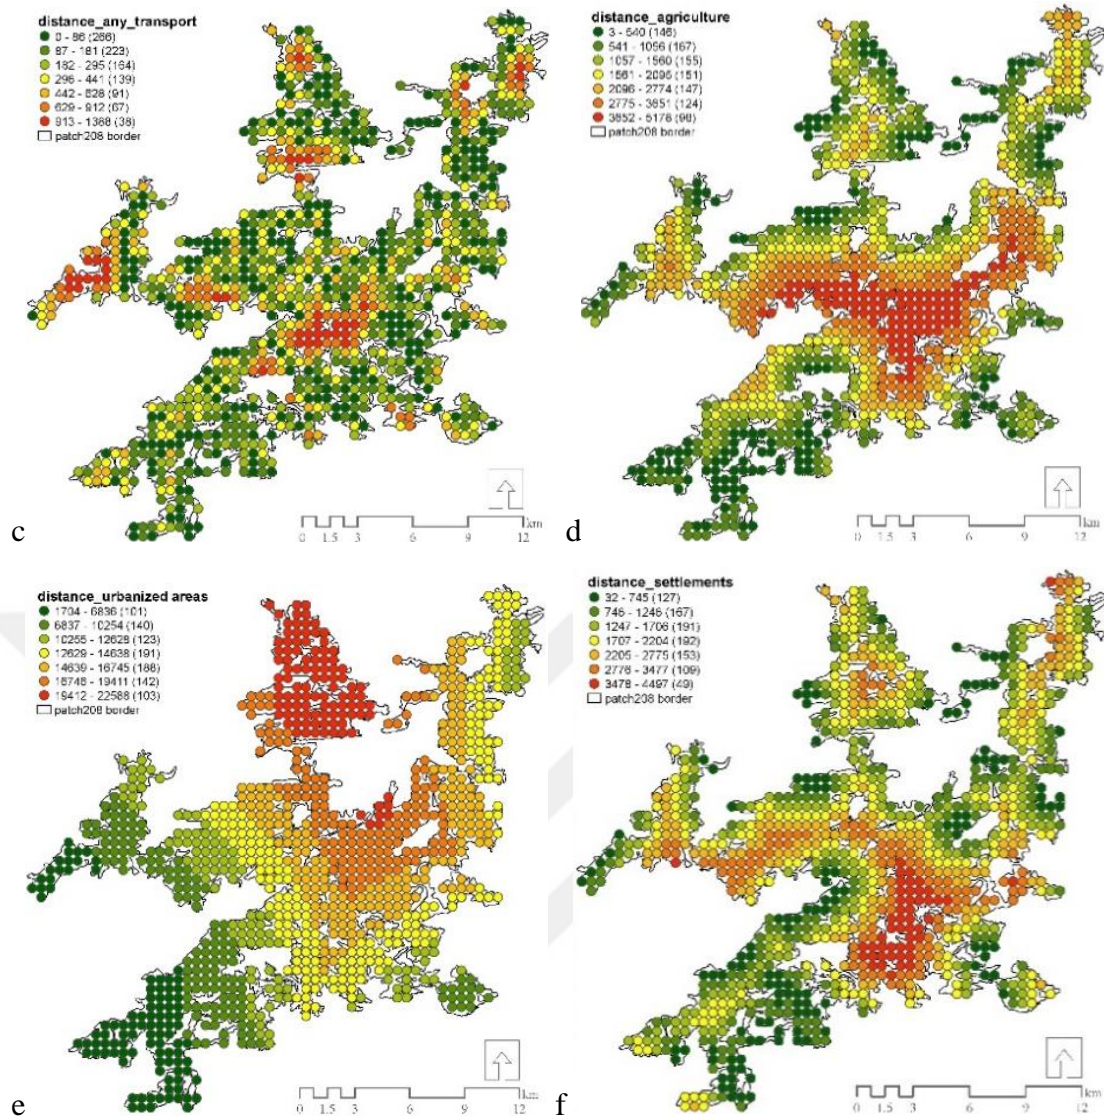 distance_any_transport
0 - 86 (266)
87 - 181 (223)
182 - 295 (164)
296 - 441 (139)
442 - 628 (91)
629 - 912 (67)
913 - 1388 (38)
patch208 border
km
0 1.5 3 6 9 12
c
distance_agriculture
3 - 540 (146)
541 - 1056 (167)
1057 - 1560 (155)
1561 - 2095 (151)
2096 - 2774 (147)
2775 - 3851 (124)
3852 - 5178 (98)
patch208 border
km
0 1.5 3 6 9 12
d
distance_urbanized areas
1704 - 6836 (101)
6837 - 10254 (140)
10255 - 12628 (123)
12629 - 14638 (191)
14639 - 16745 (188)
16746 - 19411 (142)
19412 - 22588 (103)
patch208 border
km
0 1.5 3 6 9 12
e
distance_settlements
32 - 745 (127)
746 - 1246 (167)
1247 - 1706 (191)
1707 - 2204 (192)
2205 - 2775 (153)
2776 - 3477 (109)
3478 - 4497 (49)
patch208 border
km
0 1.5 3 6 9 12
f